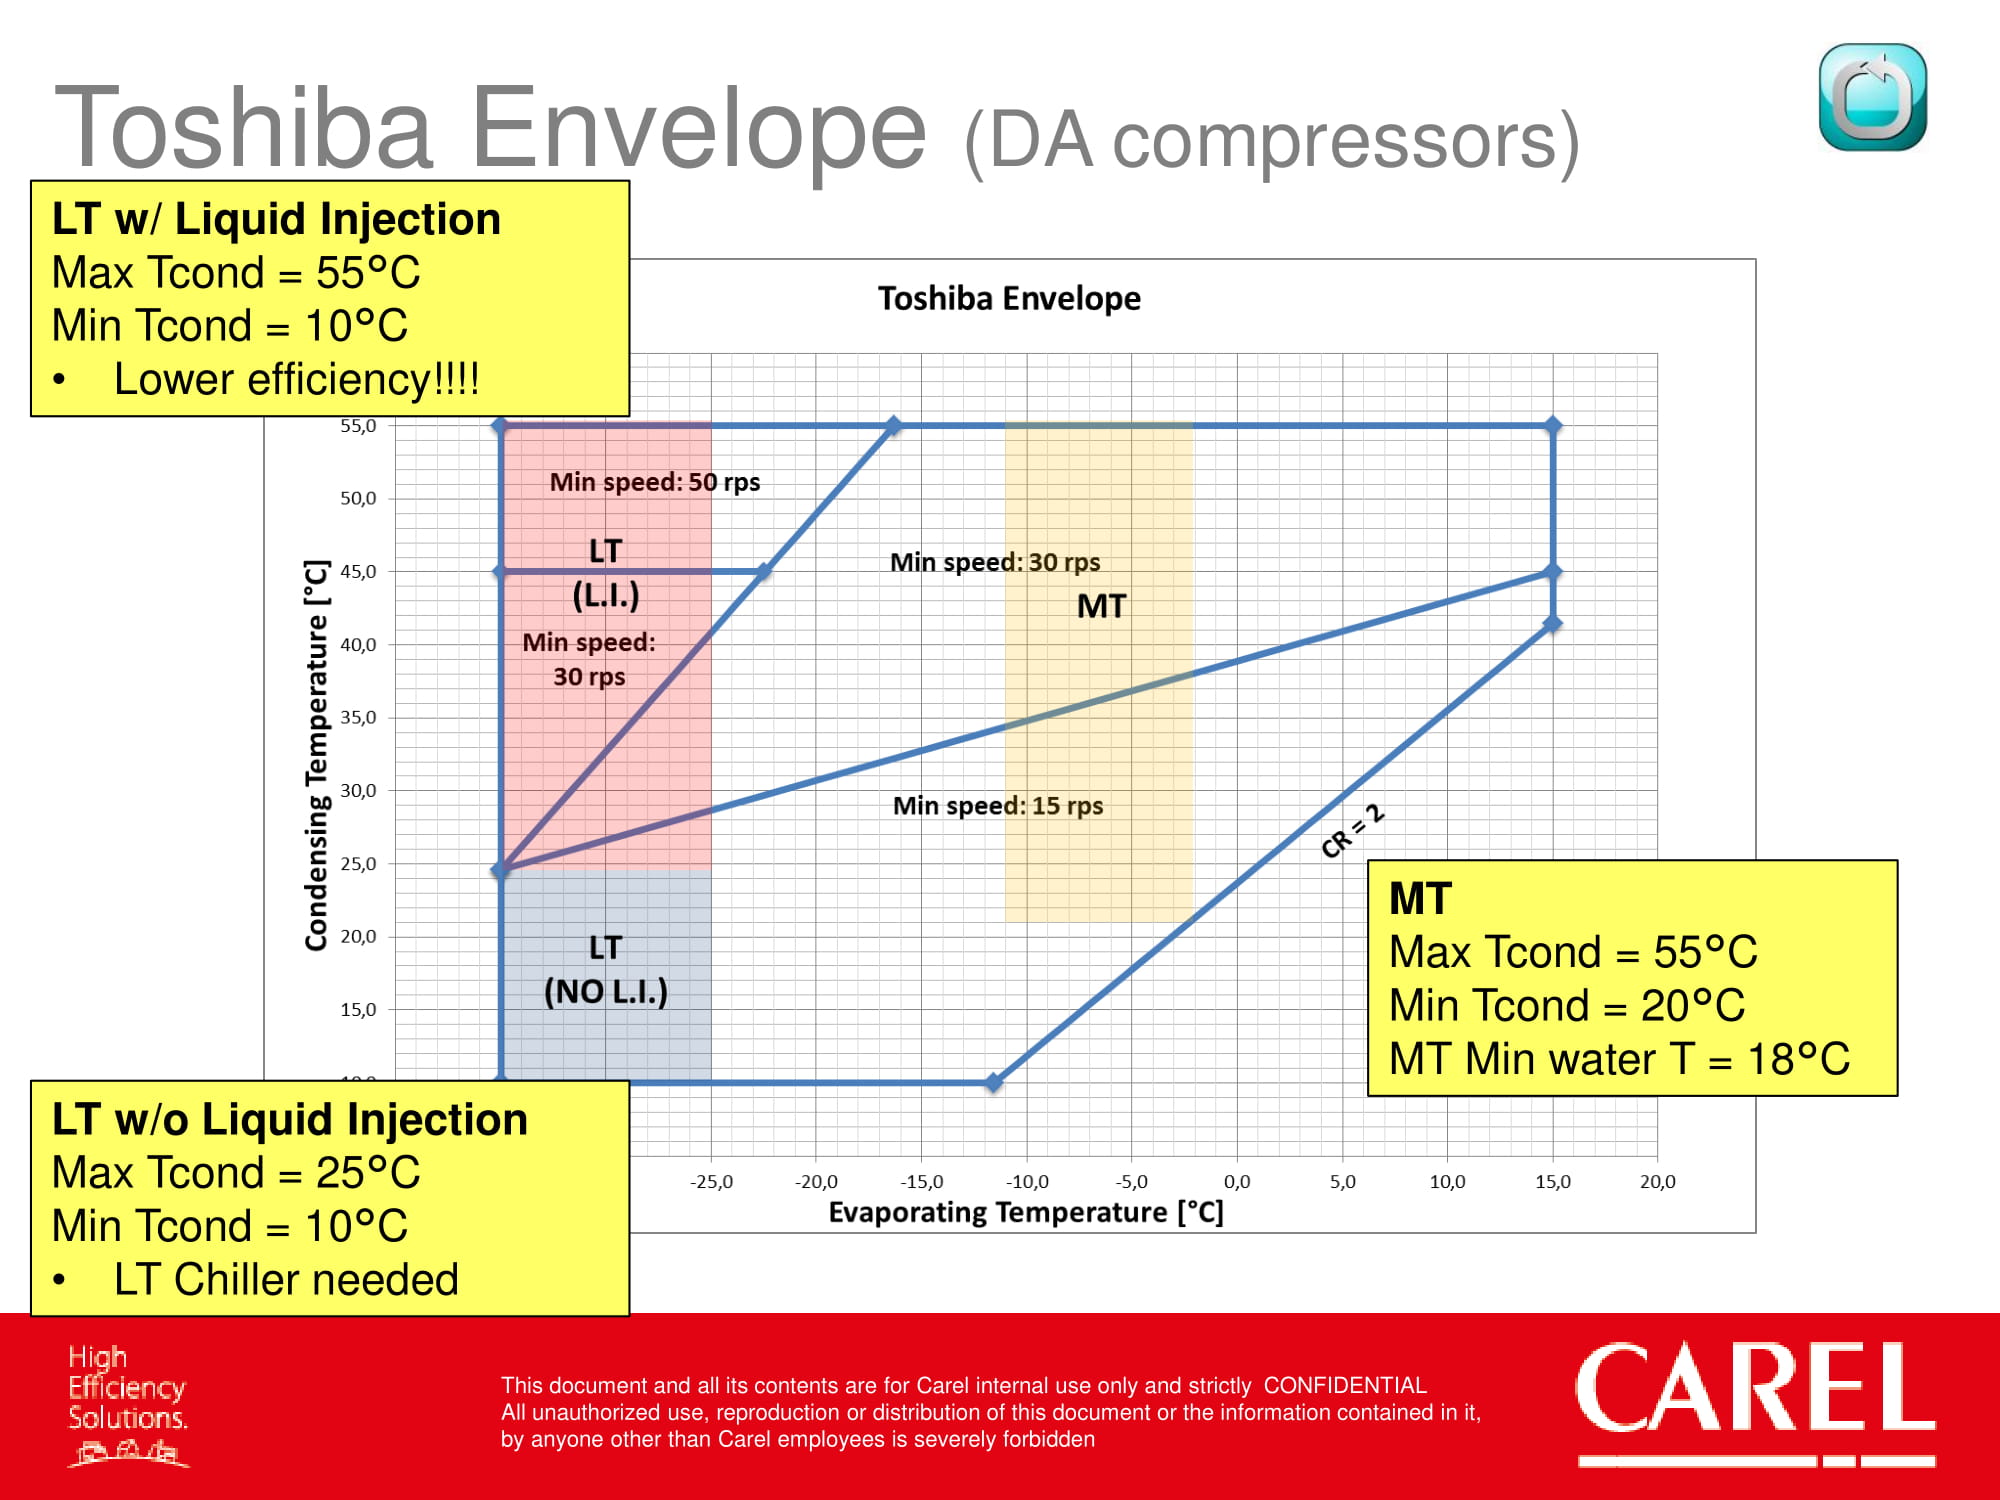 Toshiba Envelope (DA compressors)
LT w/ Liquid Injection
Max Tcond = 55°C
Min Tcond = 10°C
• Lower efficiency!!!!
Toshiba Envelope
55,0
50,0
45,0
40,0
35,0
30,0
25,0
20,0
15,0
Condensing Temperature [°C]
Min speed: 50 rps
LT
(L.I.)
Min speed:
30 rps
Min speed: 30 rps
MT
Min speed: 15 rps
CR = 2
LT
(NO L.I.)
MT
Max Tcond = 55°C
Min Tcond = 20°C
MT Min water T = 18°C
LT w/o Liquid Injection
Max Tcond = 25°C
Min Tcond = 10°C
• LT Chiller needed
-25,0 -20,0 -15,0 -10,0 -5,0 0,0 5,0 10,0 15,0 20,0
Evaporating Temperature [°C]
High
Efficiency
Solutions.
This document and all its contents are for Carel internal use only and strictly CONFIDENTIAL
All unauthorized use, reproduction or distribution of this document or the information contained in it,
by anyone other than Carel employees is severely forbidden
CAREL